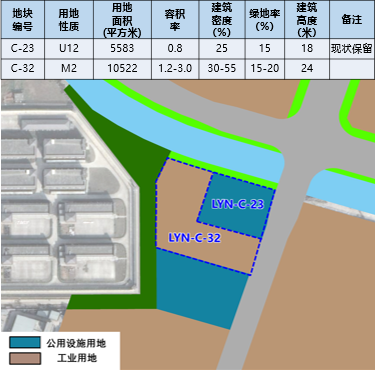 地块编号 用地性质 用地面积(平方米) 容积率 建筑密度(%) 绿地率(%) 建筑高度(米) 备注
C-23 U12 5583 0.8 25 15 18 现状保留
C-32 M2 10522 1.2-3.0 30-55 15-20 24
LYN-C-23
LYN-C-32
公用设施用地
工业用地